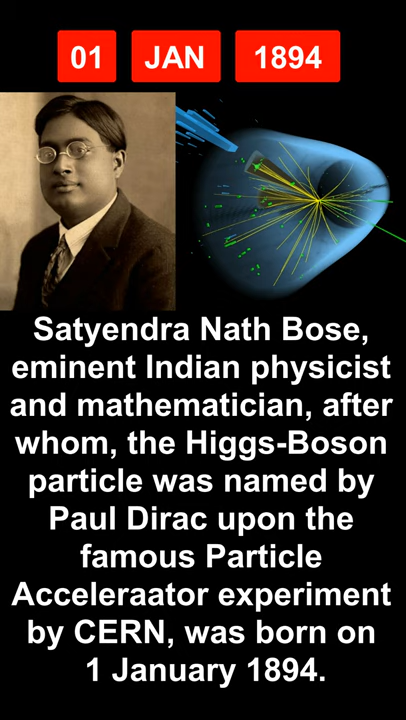 01 JAN 1894
Satyendra Nath Bose,
eminent Indian physicist
and mathematician, after
whom, the Higgs-Boson
particle was named by
Paul Dirac upon the
famous Particle
Acceleraator experiment
by CERN, was born on
1 January 1894.